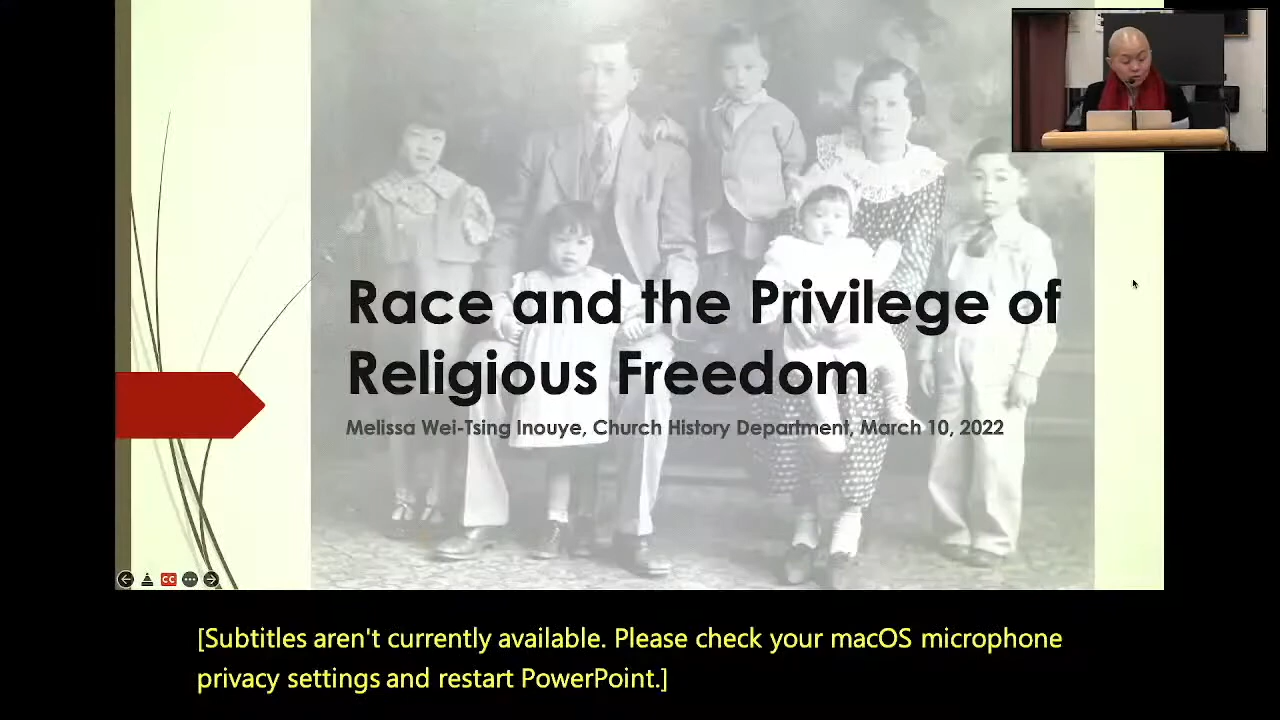 Race and the Privilege of
Religious Freedom
Melissa Wei-Tsing Inouye, Church History Department, March 10, 2022
CC
[Subtitles aren't currently available. Please check your macOS microphone
privacy settings and restart PowerPoint.]